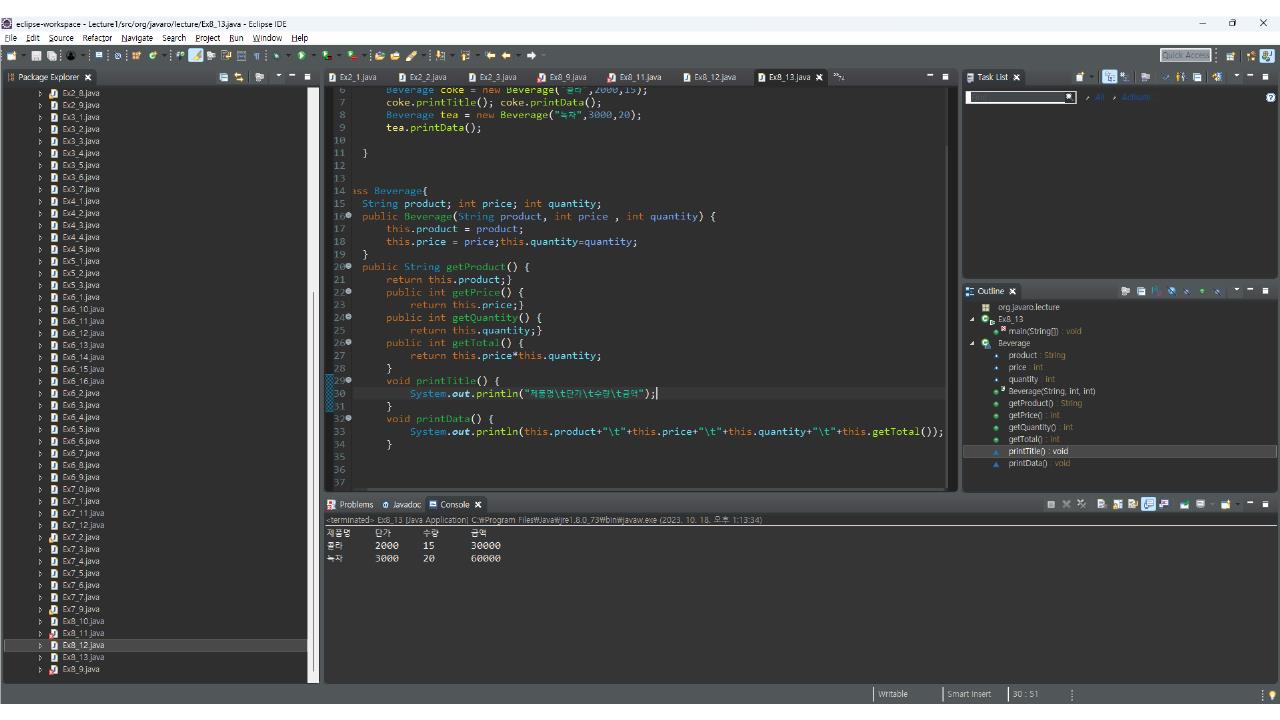 eclipse-workspace - Lecture1/src/org/javaro/lecture/Ex8_13.java - Eclipse IDE
File Edit Source Refactor Navigate Search Project Run Window Help
Quick Access
Package Explorer
Ex2_8.java
Ex2_9.java
Ex3_1.java
Ex3_2.java
Ex3_3.java
Ex3_4.java
Ex3_5.java
Ex3_6.java
Ex3_7.java
Ex4_1.java
Ex4_2.java
Ex4_3.java
Ex4_4.java
Ex4_5.java
Ex5_1.java
Ex5_2.java
Ex5_3.java
Ex6_1.java
Ex6_10.java
Ex6_11.java
Ex6_12.java
Ex6_13.java
Ex6_14.java
Ex6_15.java
Ex6_16.java
Ex6_2.java
Ex6_3.java
Ex6_4.java
Ex6_5.java
Ex6_6.java
Ex6_7.java
Ex6_8.java
Ex6_9.java
Ex7_0.java
Ex7_1.java
Ex7_11.java
Ex7_12.java
Ex7_2.java
Ex7_3.java
Ex7_4.java
Ex7_5.java
Ex7_6.java
Ex7_7.java
Ex7_9.java
Ex8_10.java
Ex8_11.java
Ex8_12.java
Ex8_13.java
Ex8_9.java
Ex2_1.java Ex2_2.java Ex2_3.java Ex8_9.java Ex8_11.java Ex8_12.java Ex8_13.java
6 Beverage coke = new Beverage("콜라",2000,15);
7 coke.printTitle(); coke.printData();
8 Beverage tea = new Beverage("녹차",3000,20);
9 tea.printData();
10
11 }
12
13
14 ass Beverage{
15 String product; int price; int quantity;
16 public Beverage(String product, int price , int quantity) {
17 this.product = product;
18 this.price = price;this.quantity=quantity;
19 }
20 public String getProduct() {
21 return this.product;}
22 public int getPrice() {
23 return this.price;}
24 public int getQuantity() {
25 return this.quantity;}
26 public int getTotal() {
27 return this.price*this.quantity;
28 }
29 void printTitle() {
30 System.out.println("제품명\t단가\t수량\t금액");
31 }
32 void printData() {
33 System.out.println(this.product+"\t"+this.price+"\t"+this.quantity+"\t"+this.getTotal());
34 }
35
36
37
Problems Javadoc Console
<terminated> Ex8_13 [Java Application] C:₩Program Files₩Java₩jre1.8.0_73₩bin₩javaw.exe (2023. 10. 18. 오후 1:13:34)
제품명 단가 수량 금액
콜라 2000 15 30000
녹차 3000 20 60000
Task List
All Activate
Outline
org.javaro.lecture
Ex8_13
main(String[]) : void
Beverage
product : String
price : int
quantity : int
Beverage(String, int, int)
getProduct() : String
getPrice() : int
getQuantity() : int
getTotal() : int
printTitle() : void
printData() : void
Writable Smart Insert 30 : 51